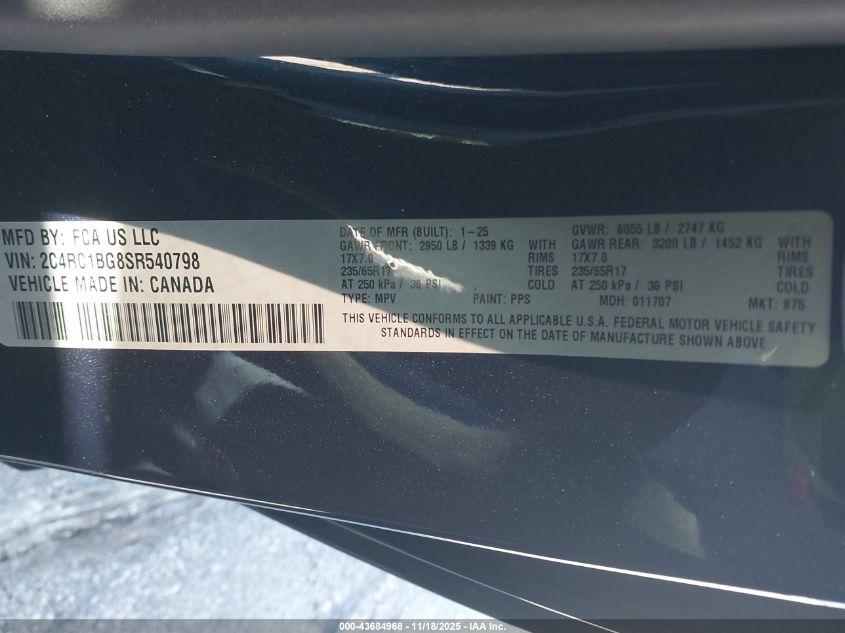 MFD BY: FCA US LLC
VIN: 2C4RC1BG8SR540798
VEHICLE MADE IN: CANADA
DATE OF MFR (BUILT): 1-25 GVWR: 6055 LB / 2747 KG
GAWR FRONT: 2950 LB / 1339 KG WITH GAWR REAR: 3200 LB / 1452 KG WITH
17X7.0 RIMS 17X7.0 RIMS
235/65R17 TIRES 235/65R17 TIRES
AT 250 kPa / 36 PSI COLD AT 250 kPa / 36 PSI COLD
TYPE: MPV PAINT: PPS MDH: 011707 MKT: 875
THIS VEHICLE CONFORMS TO ALL APPLICABLE U.S.A. FEDERAL MOTOR VEHICLE SAFETY
STANDARDS IN EFFECT ON THE DATE OF MANUFACTURE SHOWN ABOVE
000-43684968 - 11/18/2025 - IAA Inc.